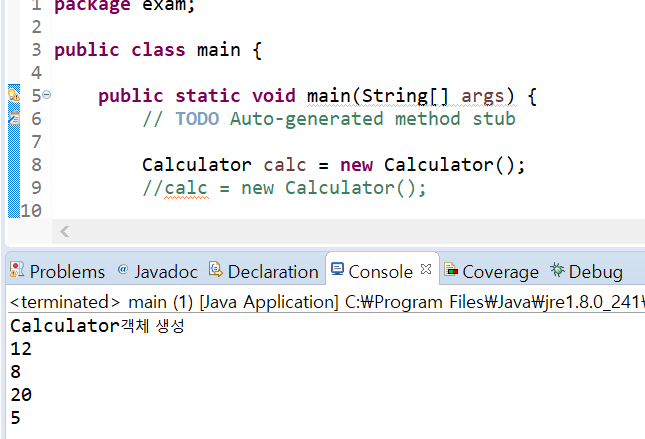 1 package exam;
2
3 public class main {
4
5 public static void main(String[] args) {
6 // TODO Auto-generated method stub
7
8 Calculator calc = new Calculator();
9 //calc = new Calculator();
10
Problems @ Javadoc Declaration Console Coverage Debug
<terminated> main (1) [Java Application] C:₩Program Files₩Java₩jre1.8.0_241₩
Calculator객체 생성
12
8
20
5